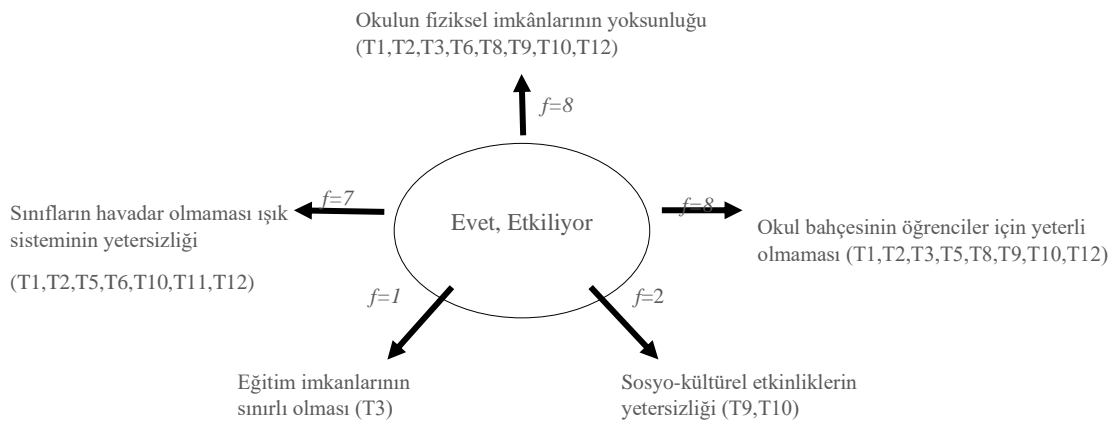 Okulun fiziksel imkânlarının yoksunluğu
(T1,T2,T3,T6,T8,T9,T10,T12)
f=8
Sınıfların havadar olmaması ışık
sisteminin yetersizliği
(T1,T2,T5,T6,T10,T11,T12)
f=7
Evet, Etkiliyor
f=8
Okul bahçesinin öğrenciler için yeterli
olmaması (T1,T2,T3,T5,T8,T9,T10,T12)
f=1
f=2
Eğitim imkanlarının
sınırlı olması (T3)
Sosyo-kültürel etkinliklerin
yetersizliği (T9,T10)